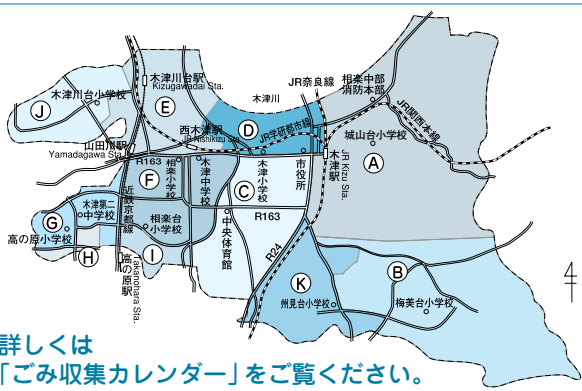 JR奈良線
木津川
相楽中部
消防本部
木津川台駅
Kizugawadai Sta.
木津川台小学校
J
E
JR関西本線
西木津駅
JR Nishikizu Sta.
D
JR学研都市線
城山台小学校
山田川駅
Yamadagawa Sta.
R163
相楽小学校
木津中学校
木津小学校
市役所
木津駅
JR Kizu Sta.
A
F
C
近鉄京都線
木津第二
中学校
G
高の原小学校
相楽台
小学校
R163
中央体育館
H
I
高の原駅
Takanohara Sta.
R24
K
B
州見台小学校
梅美台小学校
詳しくは
「ごみ収集カレンダー」をご覧ください。